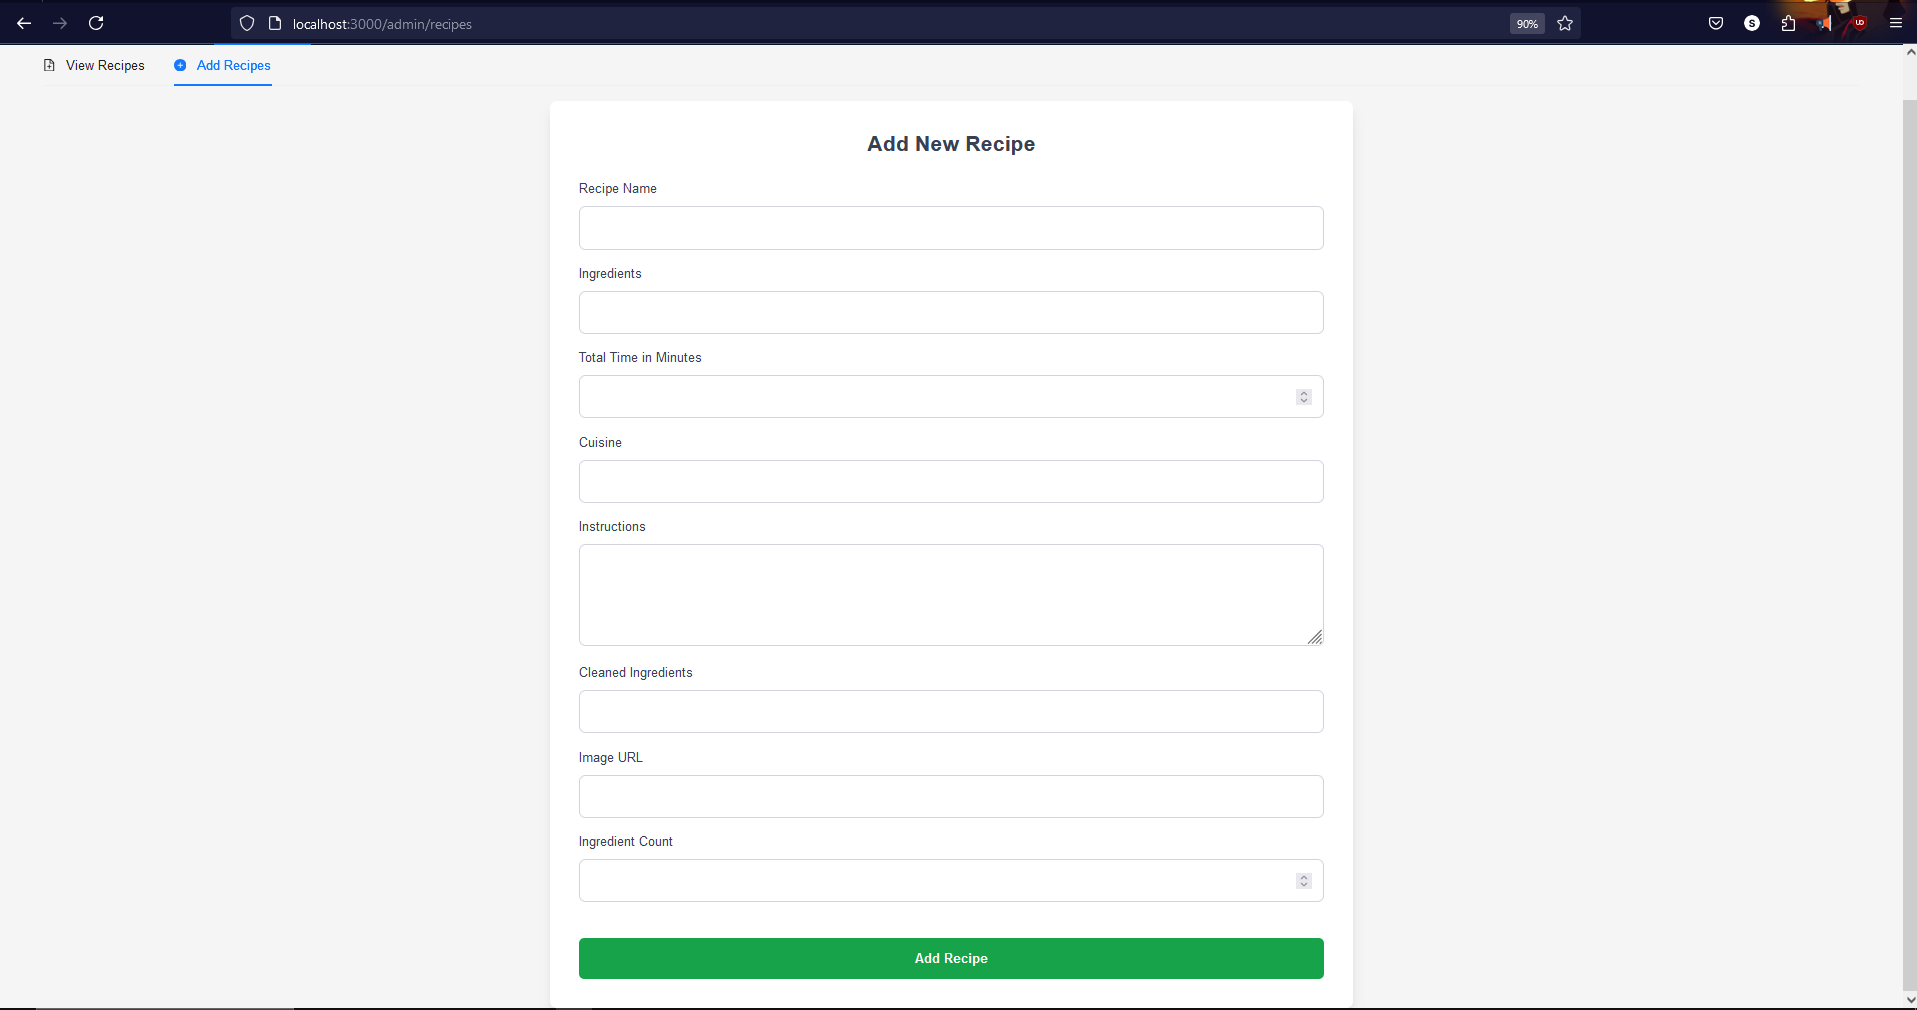 localhost:3000/admin/recipes
90%
S
UD
View Recipes
Add Recipes
Add New Recipe
Recipe Name
Ingredients
Total Time in Minutes
Cuisine
Instructions
Cleaned Ingredients
Image URL
Ingredient Count
Add Recipe